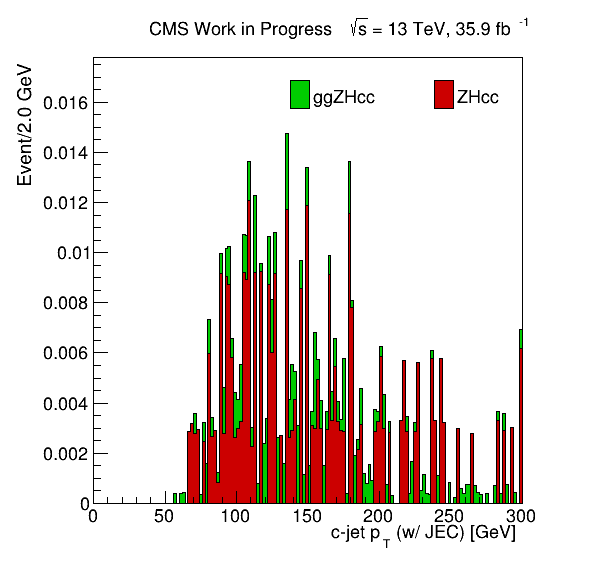 CMS Work in Progress √s = 13 TeV, 35.9 fb -1
Event/2.0 GeV
ggZHcc ZHcc
0.016
0.014
0.012
0.01
0.008
0.006
0.004
0.002
0
0 50 100 150 200 250 300
c-jet p_T (w/ JEC) [GeV]